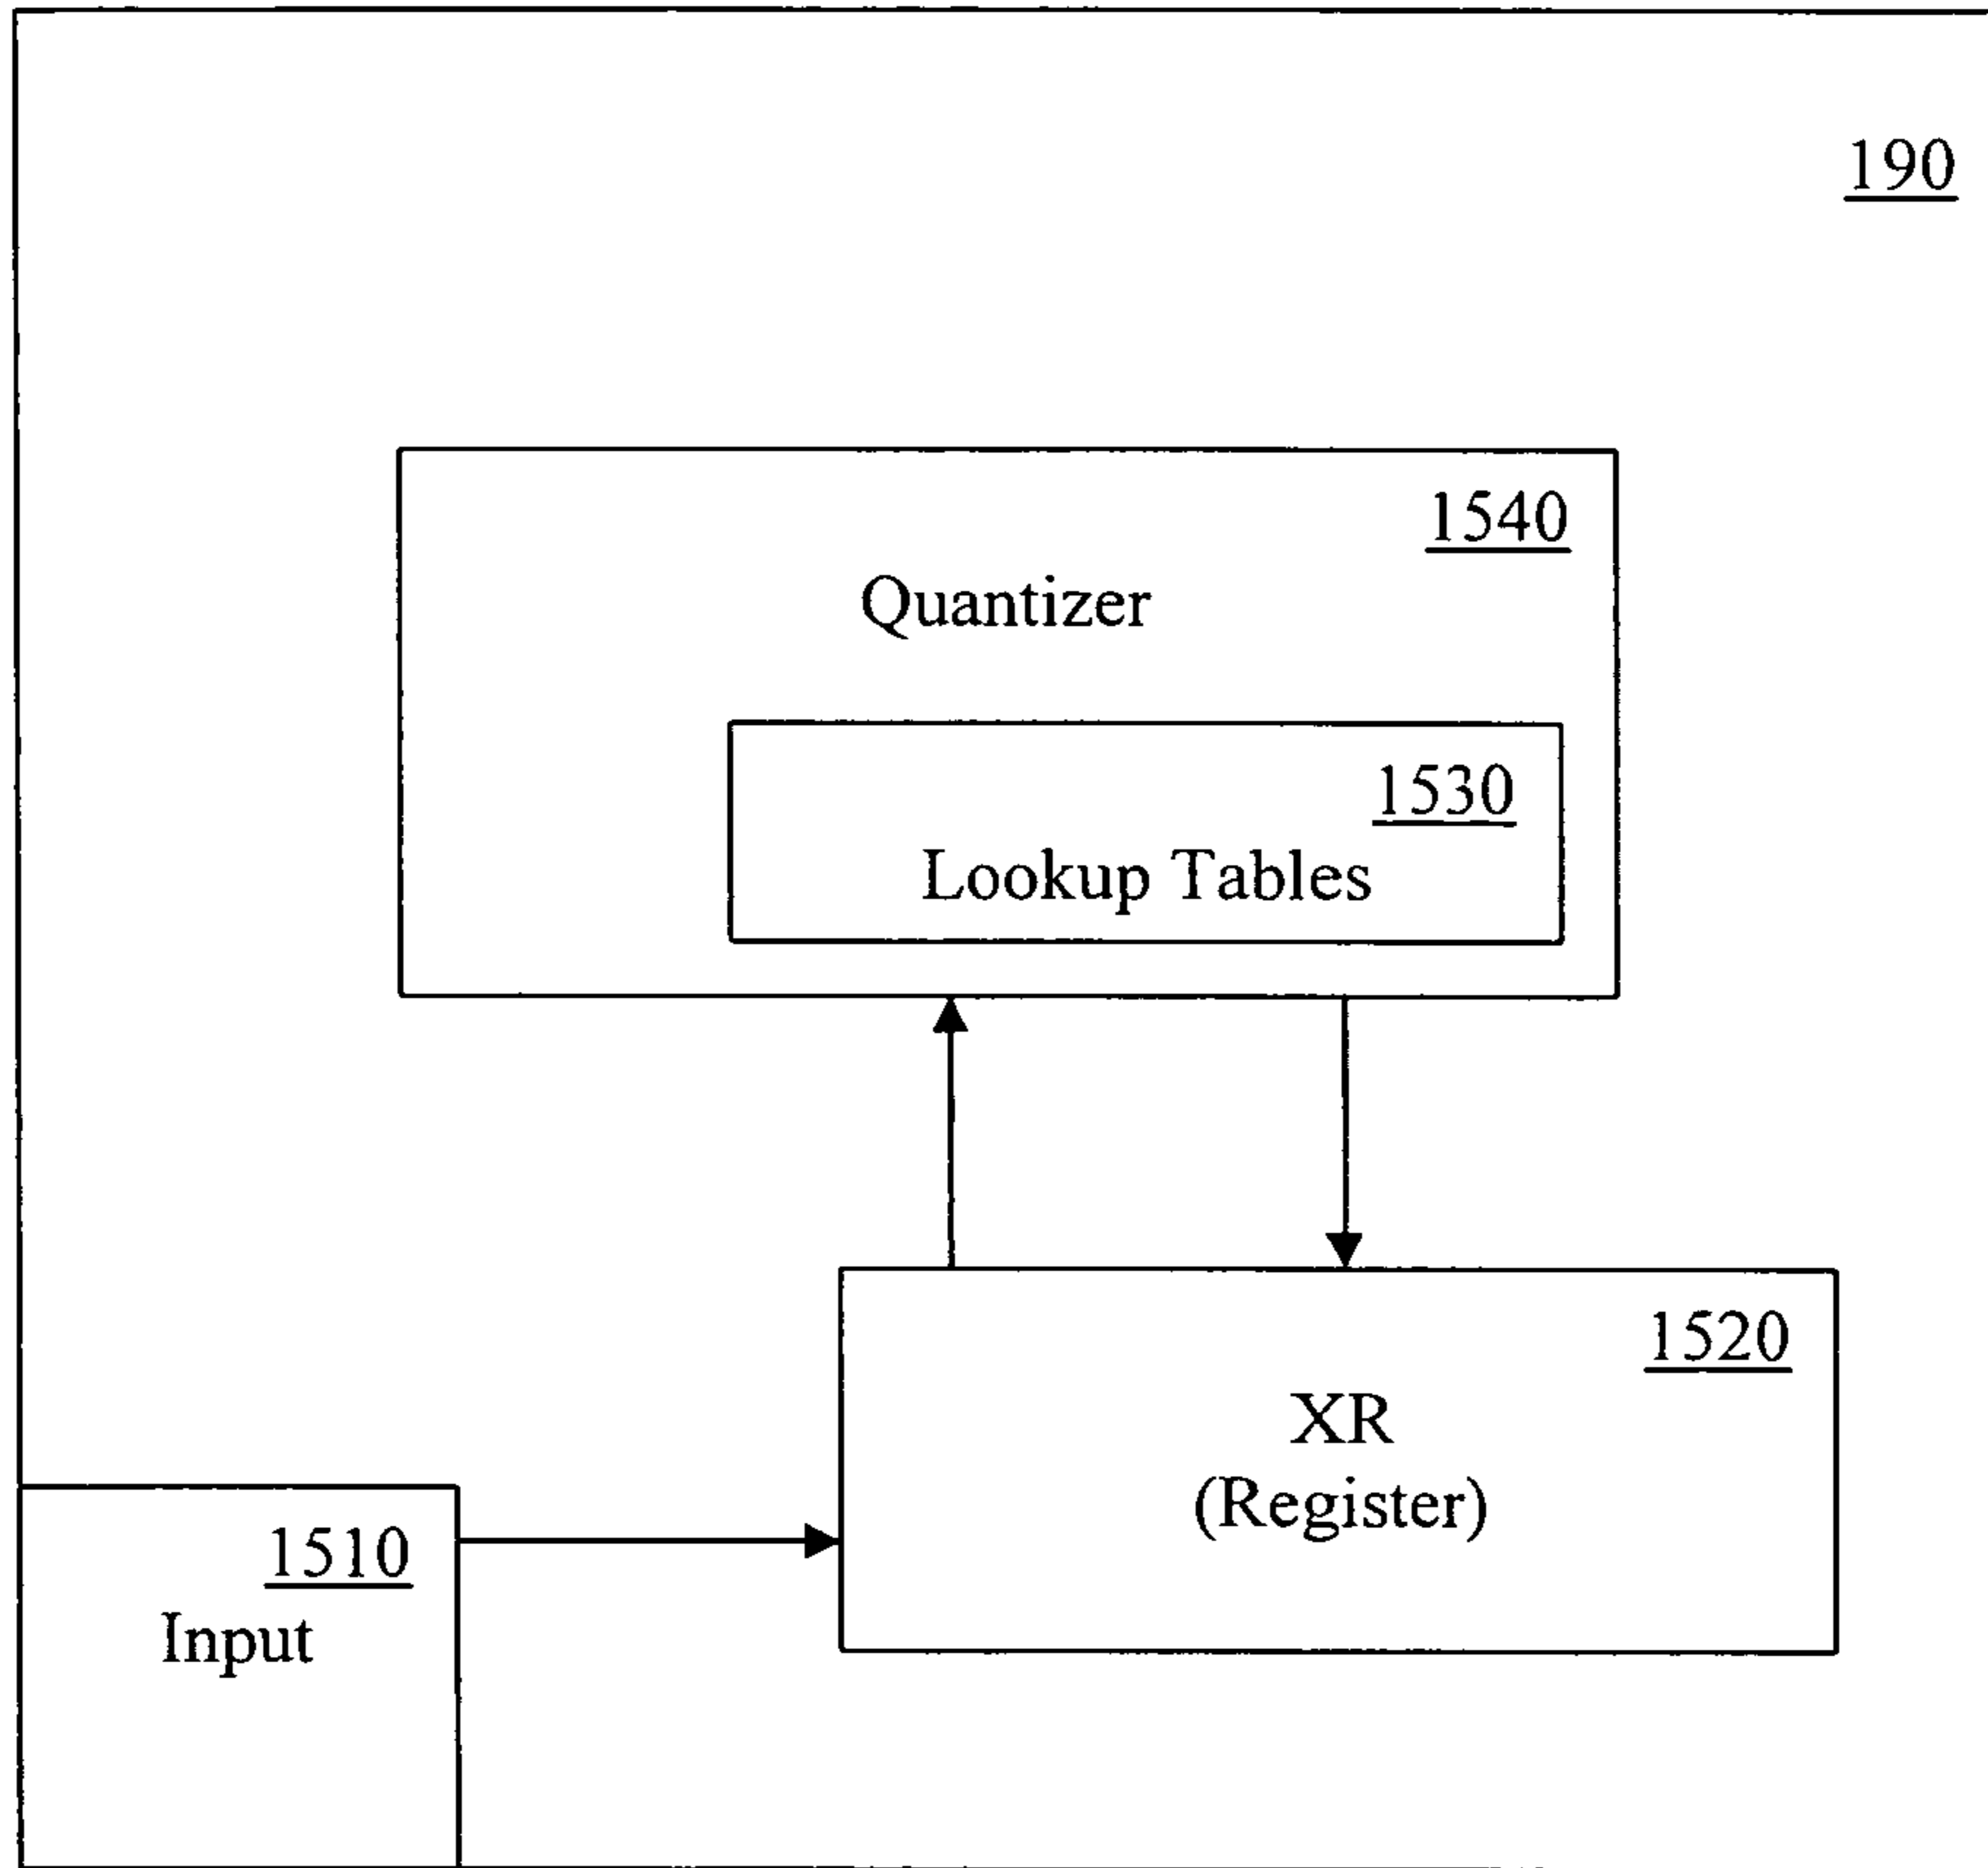 190
1540
Quantizer
1530
Lookup Tables
1520
XR
(Register)
1510
Input